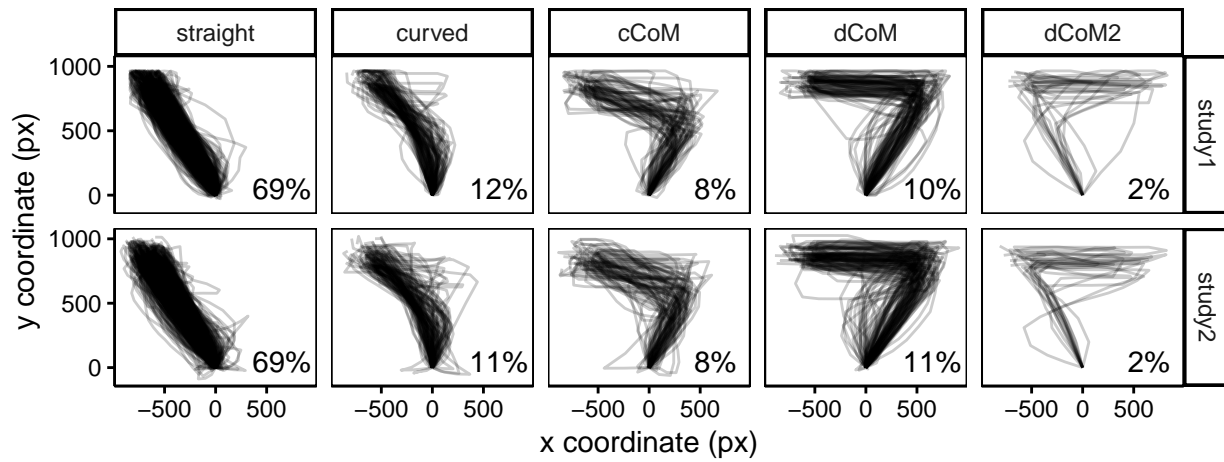 straight curved cCoM dCoM dCoM2
1000
500
0
69% 12% 8% 10% 2%
study1
1000
500
0
69% 11% 8% 11% 2%
study2
y coordinate (px)
−500 0 500 −500 0 500 −500 0 500 −500 0 500 −500 0 500
x coordinate (px)